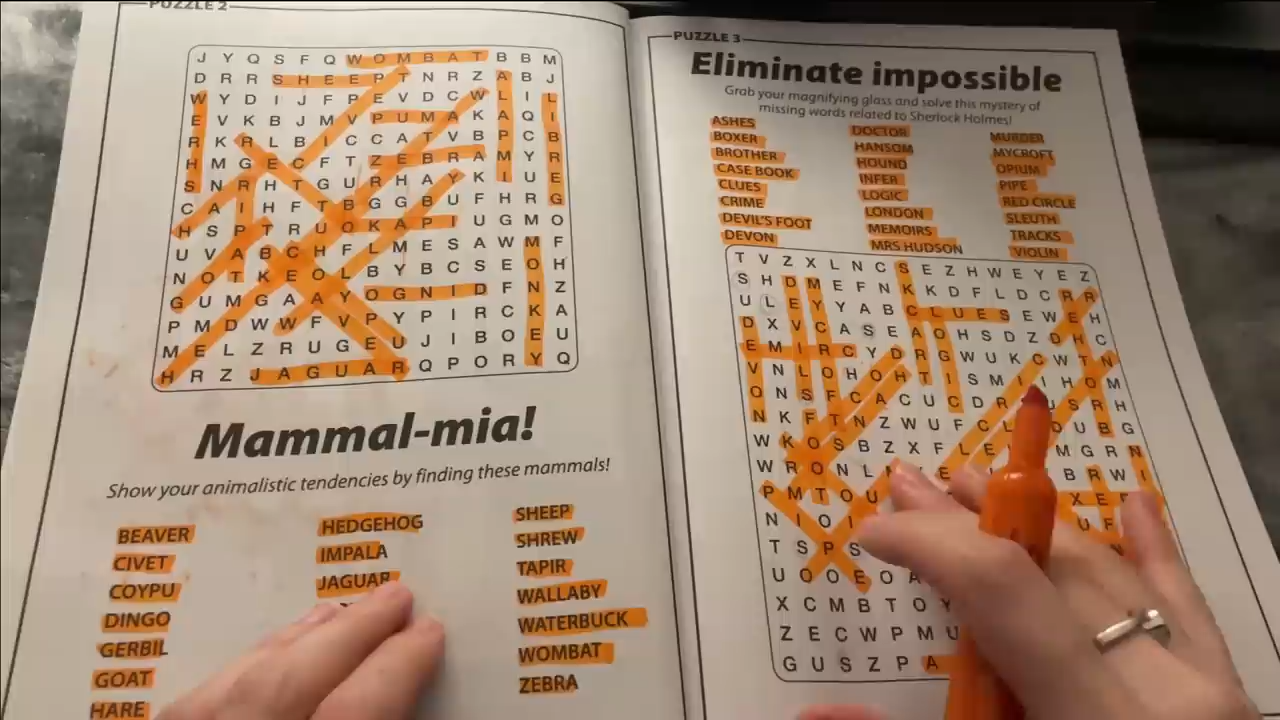 PUZZLE 2
J Y Q S F Q W O M B A T B B M
D R R S H E E P T N R Z A B J
W Y D I J F P E V D C W L I L
E V K B J M V P U M A K A Q I
R K R L B I C C A T V B P C B
H M G E C F T Z E B R A M Y R
S N R H T G U R H A Y K I U E
C A I H F T B G G B U F H R G
H S P T R U O K A P I U G M O
U V A B C H F L M E S A W M F
N O T K E O L B Y B C S E O H
G U M G A A Y O G N I D F N Z
P M D W W F V P Y P I R C K A
M E L Z R U G E U J I B O E U
H R Z J A G U A R Q P O R Y Q
Mammal-mia!
Show your animalistic tendencies by finding these mammals!
BEAVER
CIVET
COYPU
DINGO
GERBIL
GOAT
HARE
HEDGEHOG
IMPALA
JAGUAR
SHEEP
SHREW
TAPIR
WALLABY
WATERBUCK
WOMBAT
ZEBRA
PUZZLE 3
Eliminate impossible
Grab your magnifying glass and solve this mystery of
missing words related to Sherlock Holmes!
ASHES
BOXER
BROTHER
CASE BOOK
CLUES
CRIME
DEVIL'S FOOT
DEVON
DOCTOR
HANSOM
HOUND
INFER
LOGIC
LONDON
MEMOIRS
MRS HUDSON
MURDER
MYCROFT
OPIUM
PIPE
RED CIRCLE
SLEUTH
TRACKS
VIOLIN
T V Z X L N C S E Z H W E Y E Z
S H D M E F N K K D F L D C R R
U L E Y Y A B C L U E S E W E H
D X V C A S E A O H S D Z D H C
E M I R C Y D R G W U K C W T N
V N L O H O H T I S M I I H O M
O N S F C A C U C D R U S R H
N K F T N Z W U F C L D U B G
W K O S B Z X F L E M G R N
W R O N L E B R W I
P M T O U X E
N I O I U F
T S P S
U O O E O A
X C M B T O Y
Z E C W P M U
G U S Z P A